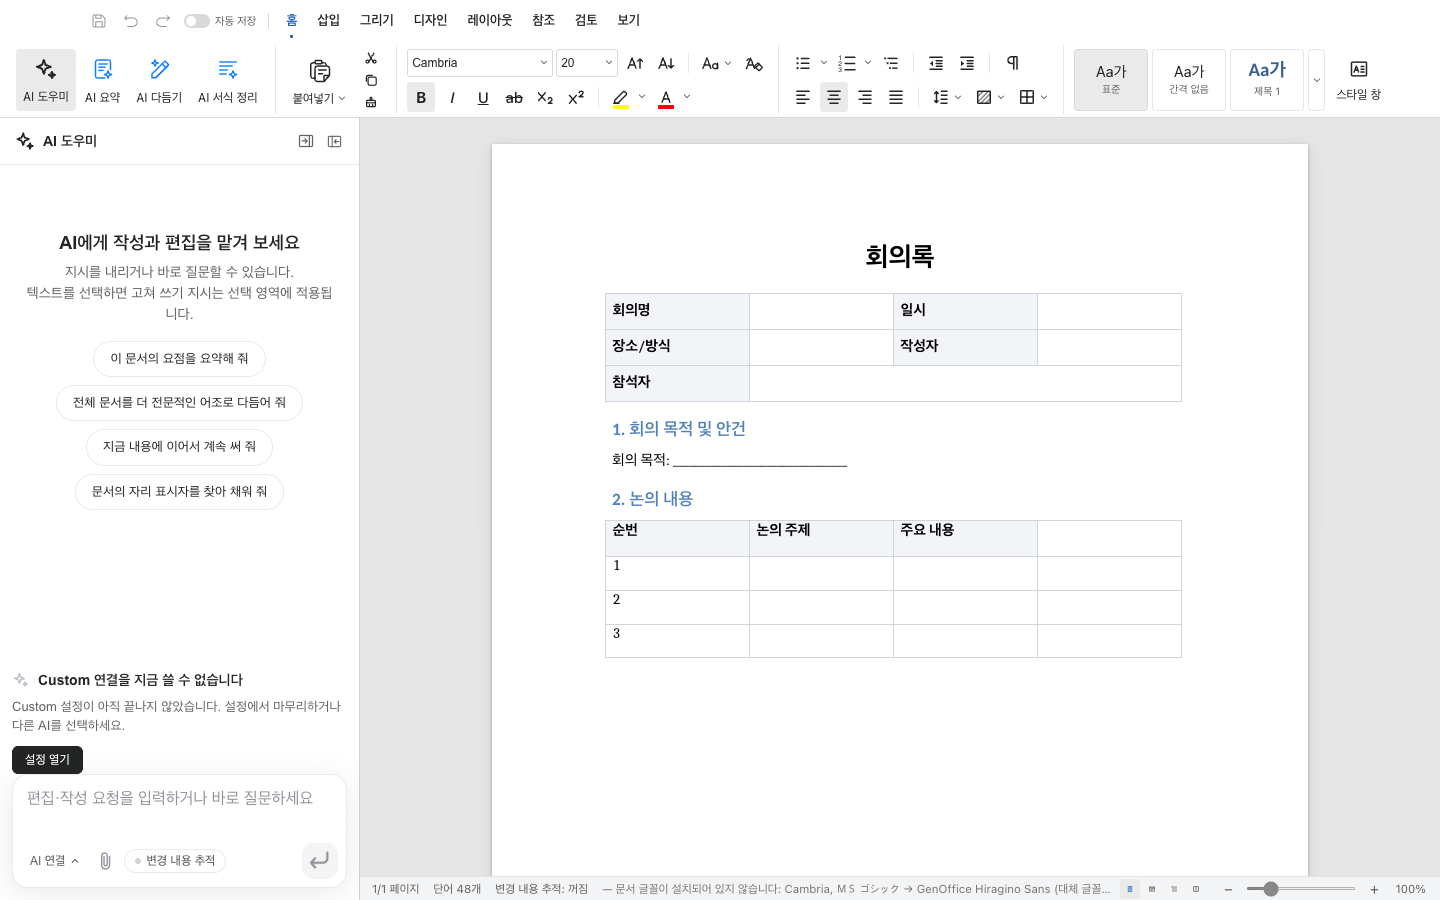 자동 저장
홈 삽입 그리기 디자인 레이아웃 참조 검토 보기
AI 도우미
AI 요약
AI 다듬기
AI 서식 정리
붙여넣기
Cambria
20
Aa가
표준
Aa가
간격 없음
Aa가
제목 1
스타일 창
AI 도우미
AI에게 작성과 편집을 맡겨 보세요
지시를 내리거나 바로 질문할 수 있습니다.
텍스트를 선택하면 고쳐 쓰기 지시는 선택 영역에 적용됩
니다.
이 문서의 요점을 요약해 줘
전체 문서를 더 전문적인 어조로 다듬어 줘
지금 내용에 이어서 계속 써 줘
문서의 자리 표시자를 찾아 채워 줘
Custom 연결을 지금 쓸 수 없습니다
Custom 설정이 아직 끝나지 않았습니다. 설정에서 마무리하거나
다른 AI를 선택하세요.
설정 열기
편집·작성 요청을 입력하거나 바로 질문하세요
AI 연결
변경 내용 추적
회의록
회의명 일시
장소/방식 작성자
참석자
1. 회의 목적 및 안건
회의 목적: ___________________________
2. 논의 내용
순번 논의 주제 주요 내용
1
2
3
1/1 페이지 단어 48개 변경 내용 추적: 꺼짐 — 문서 글꼴이 설치되어 있지 않습니다: Cambria, ＭＳ ゴシック → GenOffice Hiragino Sans (대체 글꼴... 100%